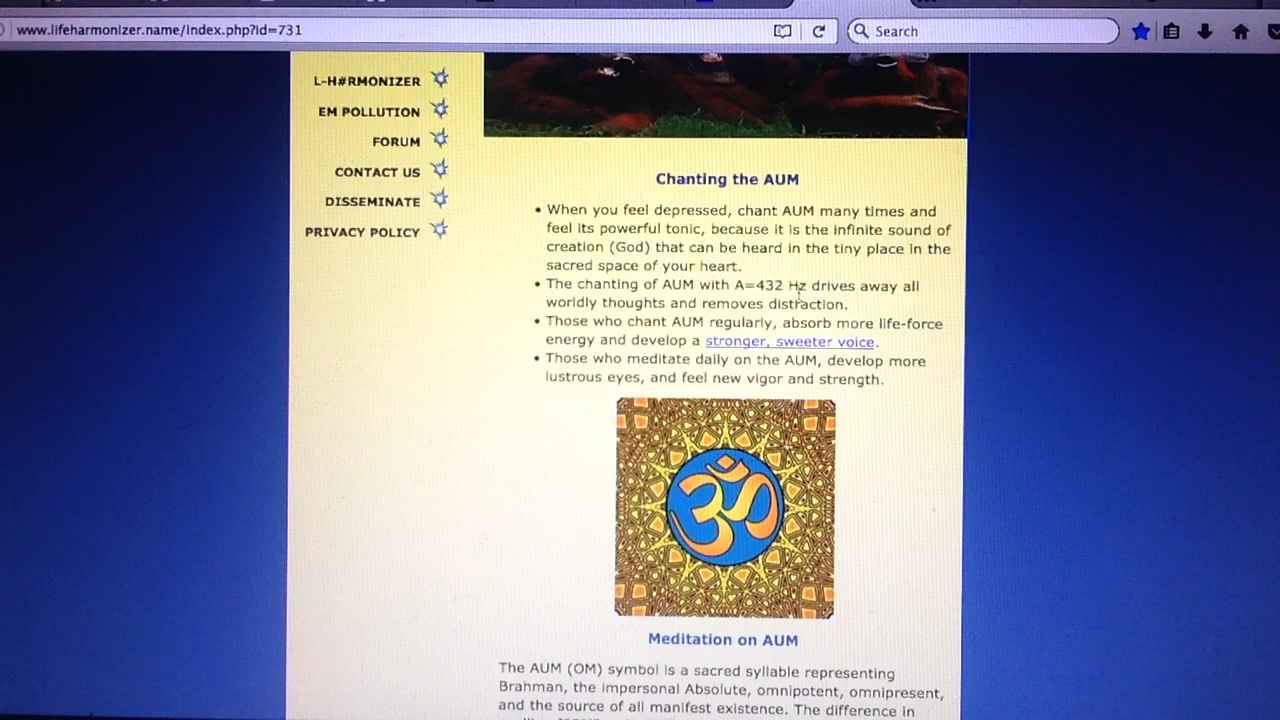 www.lifeharmonizer.name/index.php?id=731
Search
L-H#RMONIZER
EM POLLUTION
FORUM
CONTACT US
DISSEMINATE
PRIVACY POLICY
Chanting the AUM
• When you feel depressed, chant AUM many times and
feel its powerful tonic, because it is the infinite sound of
creation (God) that can be heard in the tiny place in the
sacred space of your heart.
• The chanting of AUM with A=432 Hz drives away all
worldly thoughts and removes distraction.
• Those who chant AUM regularly, absorb more life-force
energy and develop a stronger, sweeter voice.
• Those who meditate daily on the AUM, develop more
lustrous eyes, and feel new vigor and strength.
ॐ
Meditation on AUM
The AUM (OM) symbol is a sacred syllable representing
Brahman, the impersonal Absolute, omnipotent, omnipresent,
and the source of all manifest existence. The difference in